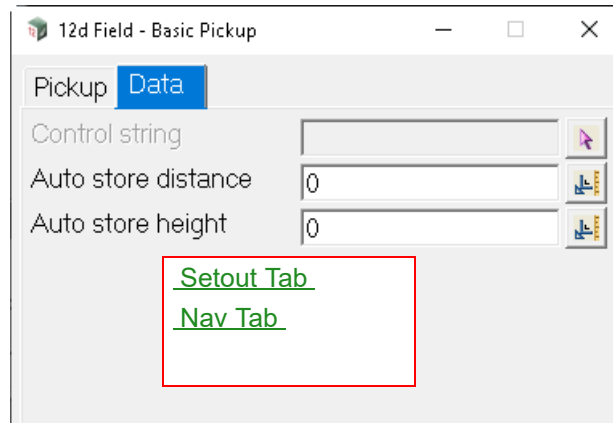 12d Field - Basic Pickup
Pickup Data
Control string
Auto store distance 0
Auto store height 0
Setout Tab
Nav Tab